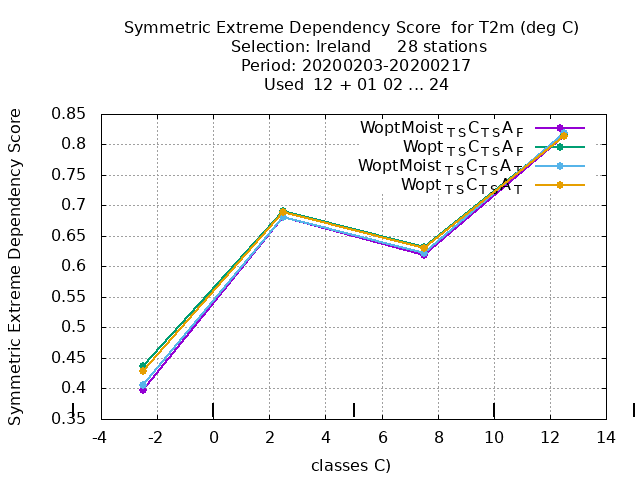 Symmetric Extreme Dependency Score for T2m (deg C)
Selection: Ireland 28 stations
Period: 20200203-20200217
Used 12 + 01 02 ... 24
Symmetric Extreme Dependency Score
0.85
0.8
0.75
0.7
0.65
0.6
0.55
0.5
0.45
0.4
0.35
WoptMoist TS C TS A F
Wopt TS C TS A F
WoptMoist TS C TS A T
Wopt TS C TS A T
-4 -2 0 2 4 6 8 10 12 14
classes C)